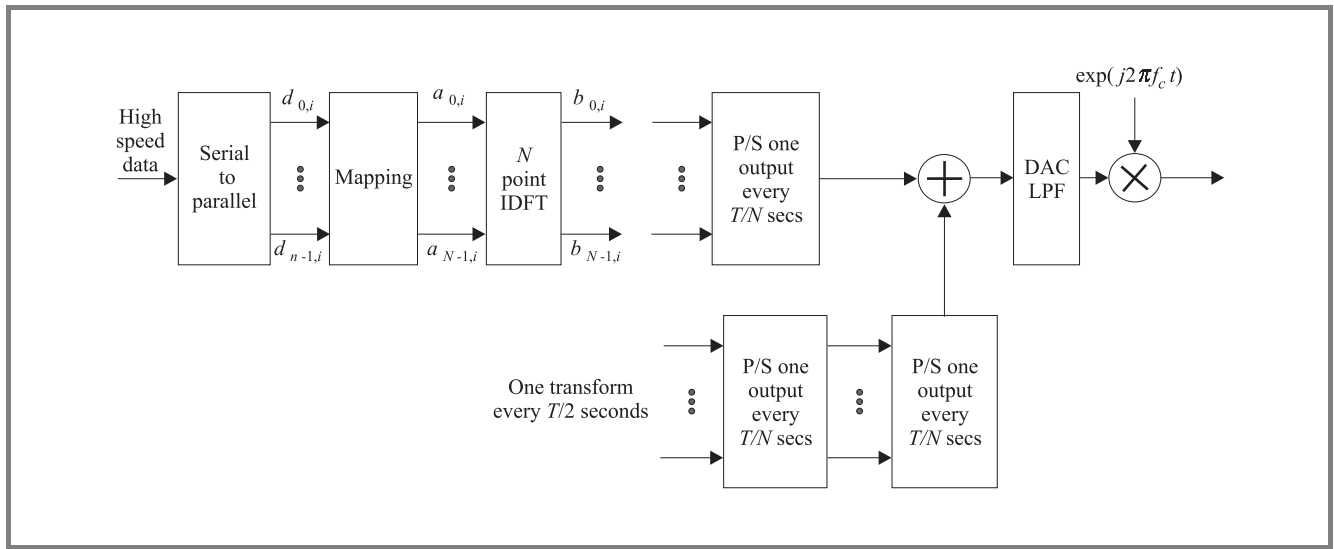 High
speed
data
Serial
to
parallel
d 0,i
d n-1,i
Mapping
a 0,i
a N-1,i
N
point
IDFT
b 0,i
b N-1,i
P/S one
output
every
T/N secs
DAC
LPF
exp( j2πfc t)
One transform
every T/2 seconds
P/S one
output
every
T/N secs
P/S one
output
every
T/N secs